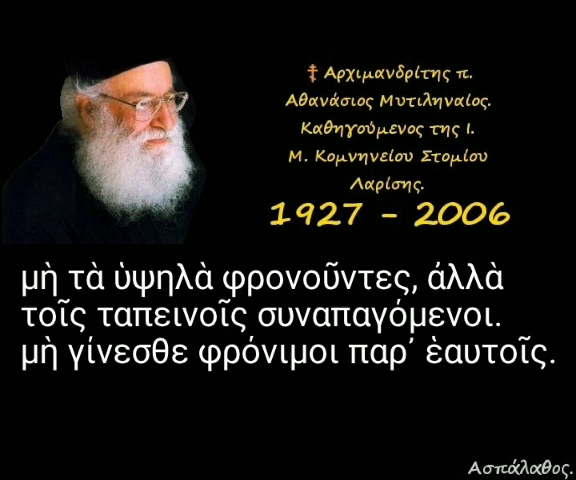 ☦ Αρχιμανδρίτης π.
Αθανάσιος Μυτιληναίος.
Καθηγούμενος της Ι.
Μ. Κομνηνείου Στομίου
Λαρίσης.
1927 - 2006
μὴ τὰ ὑψηλὰ φρονοῦντες, ἀλλὰ
τοῖς ταπεινοῖς συναπαγόμενοι.
μὴ γίνεσθε φρόνιμοι παρ᾿ ἑαυτοῖς.
Ασπάλαθος.